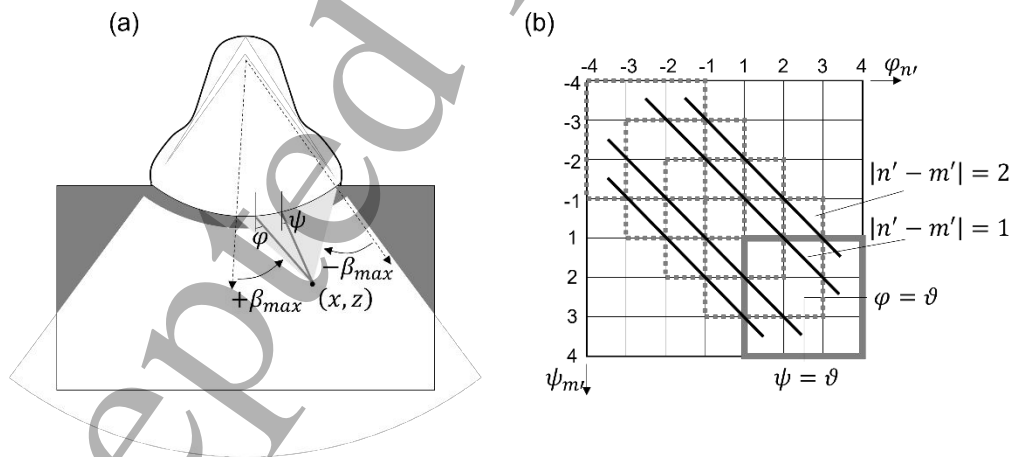 (a)
(b)
φ
ψ
+β_max
−β_max
(x, z)
-4 -3 -2 -1 1 2 3 4 φ_n′
-4
-3
-2
-1
1
2
3
4
ψ_m′
|n′ − m′| = 2
|n′ − m′| = 1
φ = ϑ
ψ = ϑ